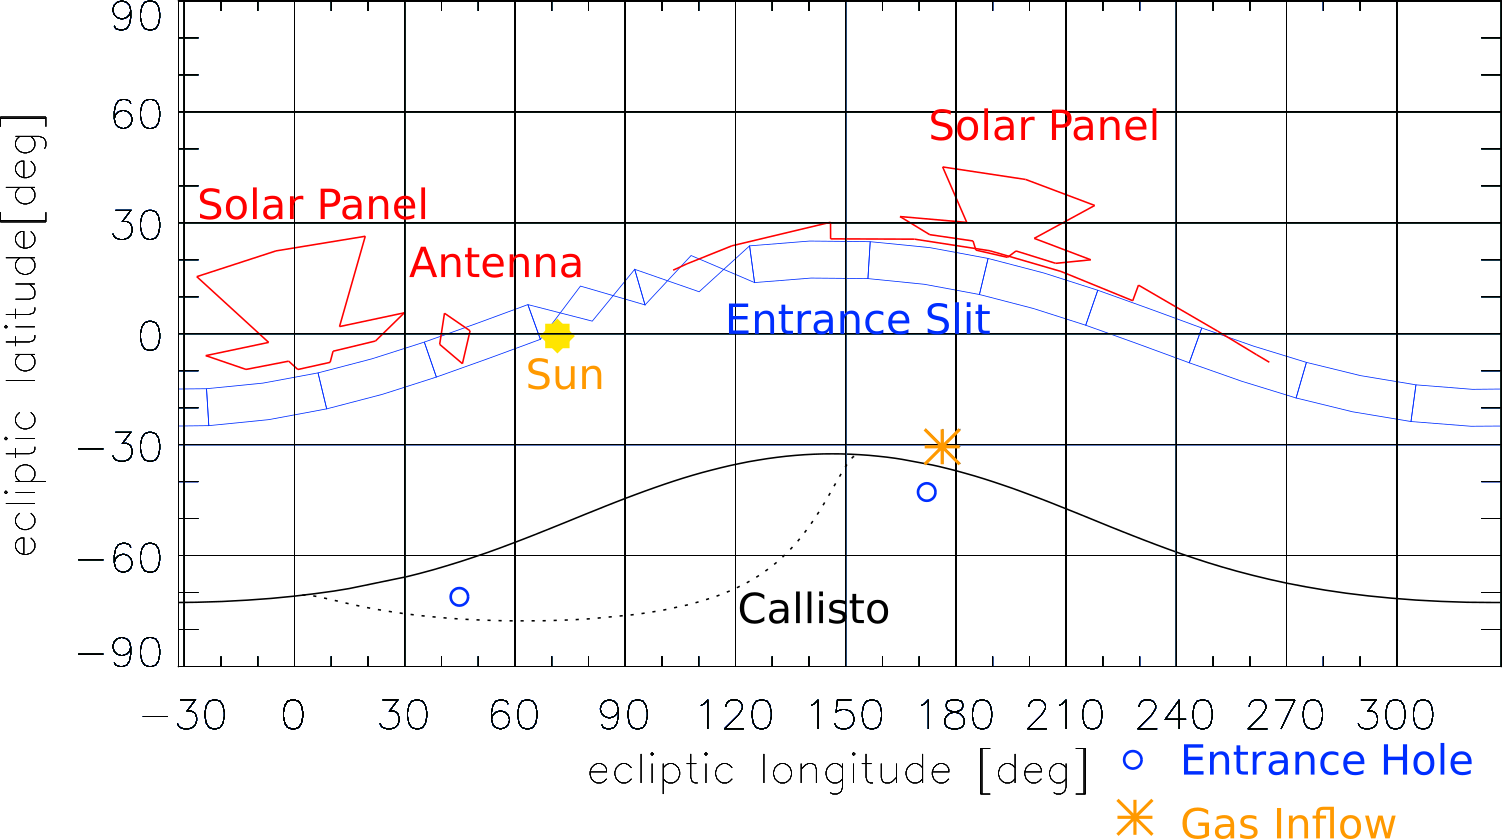 90
60
30
0
−30
−60
−90
ecliptic latitude[deg]
Solar Panel
Solar Panel
Antenna
Entrance Slit
Sun
Callisto
−30 0 30 60 90 120 150 180 210 240 270 300
ecliptic longitude [deg]
Entrance Hole
Gas Inflow